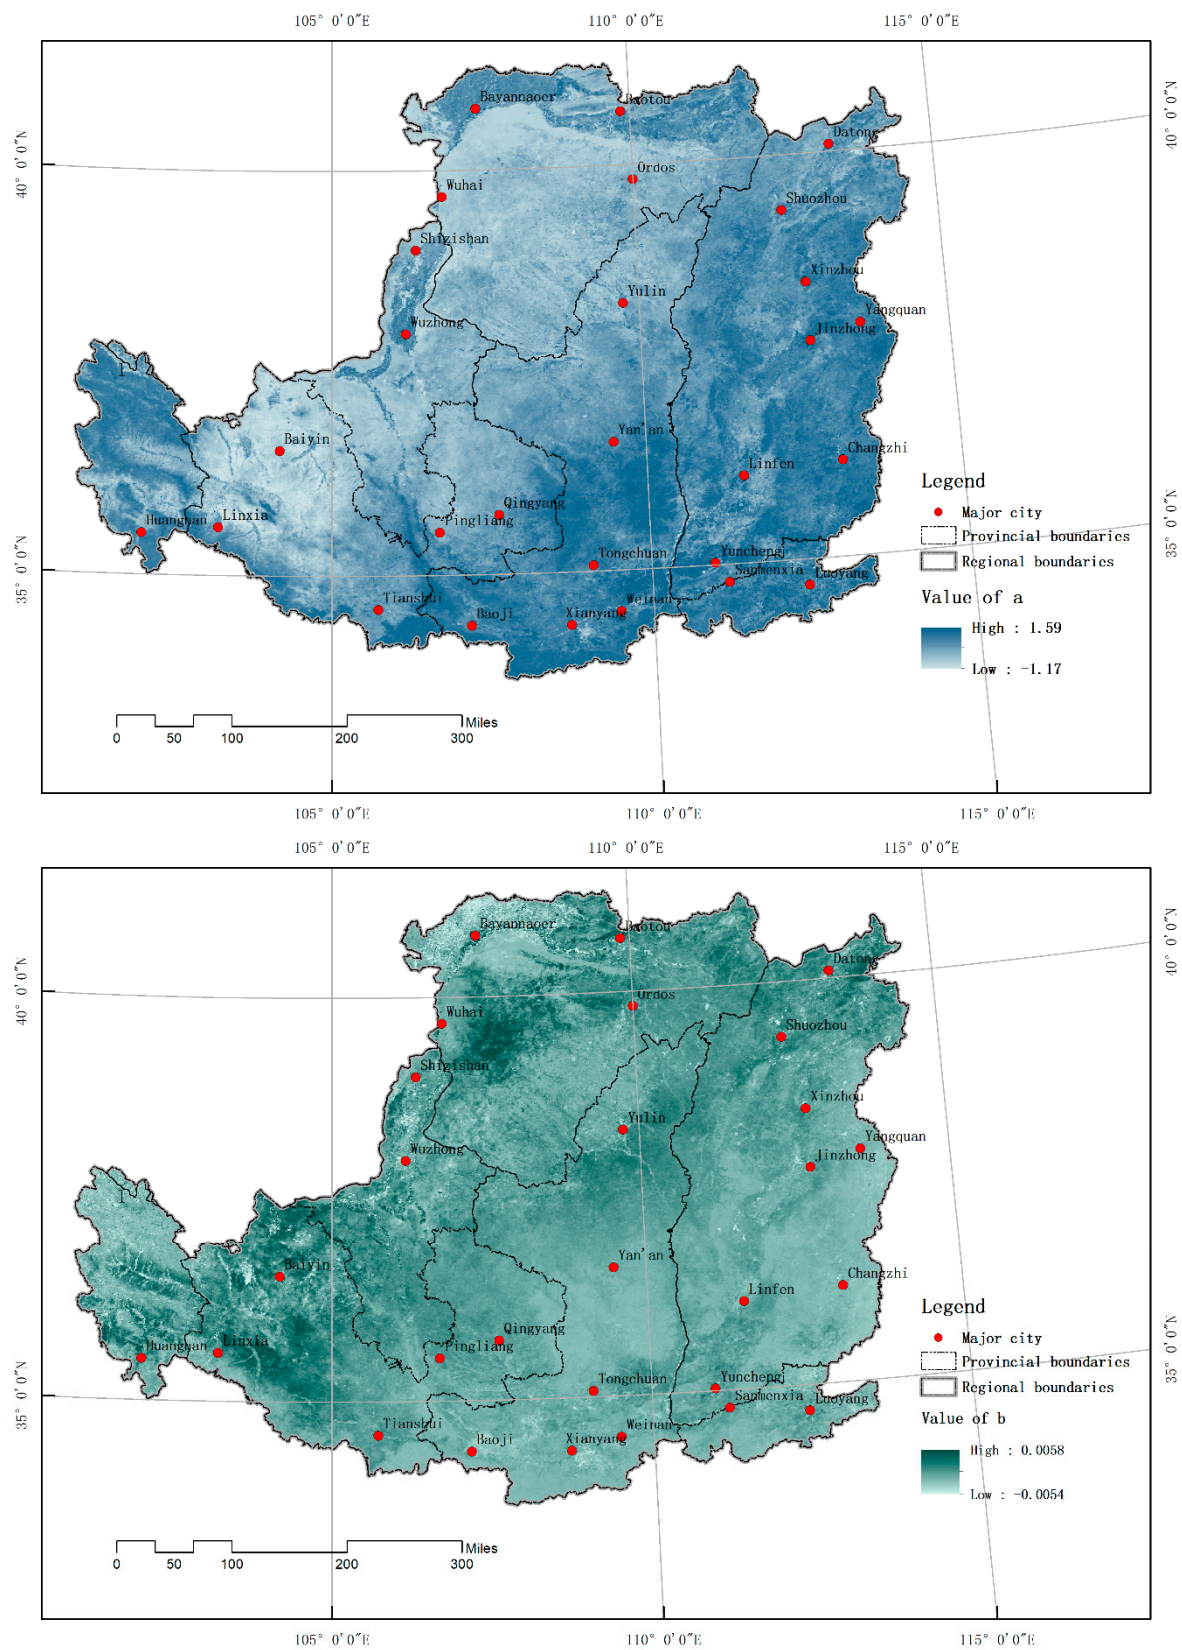 105° 0′0″E 110° 0′0″E 115° 0′0″E
40° 0′0″N
40° 0′0″N
35° 0′0″N
35° 0′0″N
Bayannaoer
Baotou
Datong
Ordos
Wuhai
Shuozhou
Shizishan
Xinzhou
Yulin
Yangquan
Wuzhong
Jinzhong
Baiyin
Yan'an
Changzhi
Linfen
Qingyang
Huangnan
Linxia
Pingliang
Tongchuan
Yunchengj
Sanmenxia
Luoyang
Tianshui
Weinan
Baoji
Xianyang
Legend
Major city
Provincial boundaries
Regional boundaries
Value of a
High : 1.59
Low : -1.17
0 50 100 200 300 Miles
105° 0′0″E 110° 0′0″E 115° 0′0″E
105° 0′0″E 110° 0′0″E 115° 0′0″E
40° 0′0″N
40° 0′0″N
35° 0′0″N
35° 0′0″N
Bayannaoer
Baotou
Datong
Ordos
Wuhai
Shuozhou
Shizishan
Xinzhou
Yulin
Yangquan
Wuzhong
Jinzhong
Baiyin
Yan'an
Changzhi
Linfen
Qingyang
Huangnan
Linxia
Pingliang
Tongchuan
Yunchengj
Sanmenxia
Luoyang
Tianshui
Weinan
Baoji
Xianyang
Legend
Major city
Provincial boundaries
Regional boundaries
Value of b
High : 0.0058
Low : -0.0054
0 50 100 200 300 Miles
105° 0′0″E 110° 0′0″E 115° 0′0″E